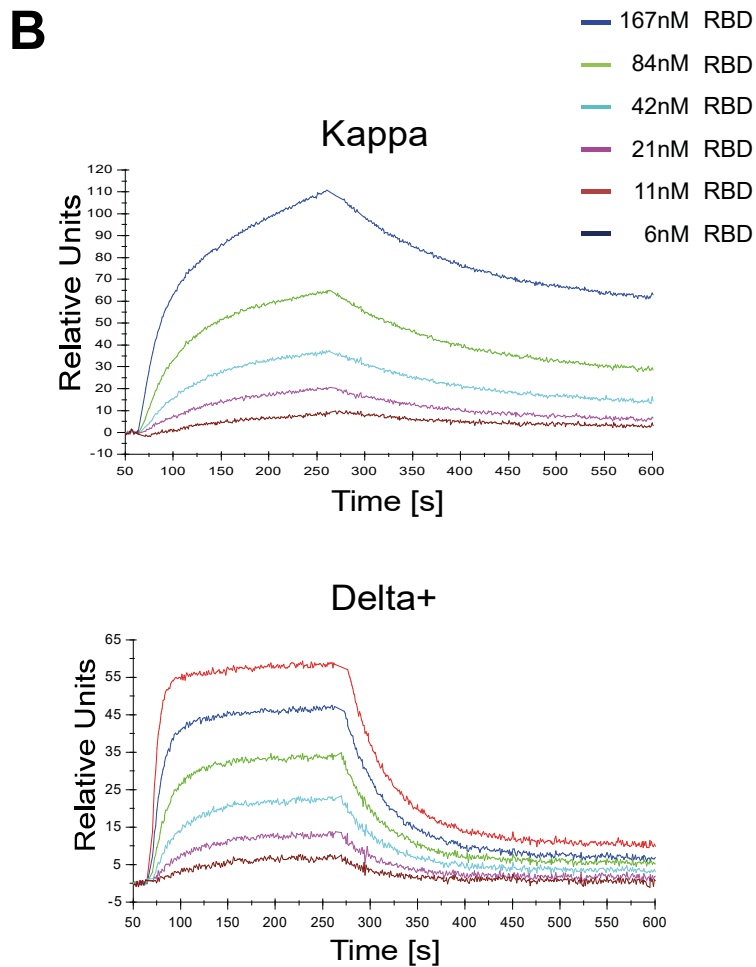 B
167nM RBD
84nM RBD
42nM RBD
21nM RBD
11nM RBD
6nM RBD
Kappa
Relative Units
120
110
100
90
80
70
60
50
40
30
20
10
0
-10
50 100 150 200 250 300 350 400 450 500 550 600
Time [s]
Delta+
Relative Units
65
55
45
35
25
15
5
-5
50 100 150 200 250 300 350 400 450 500 550 600
Time [s]